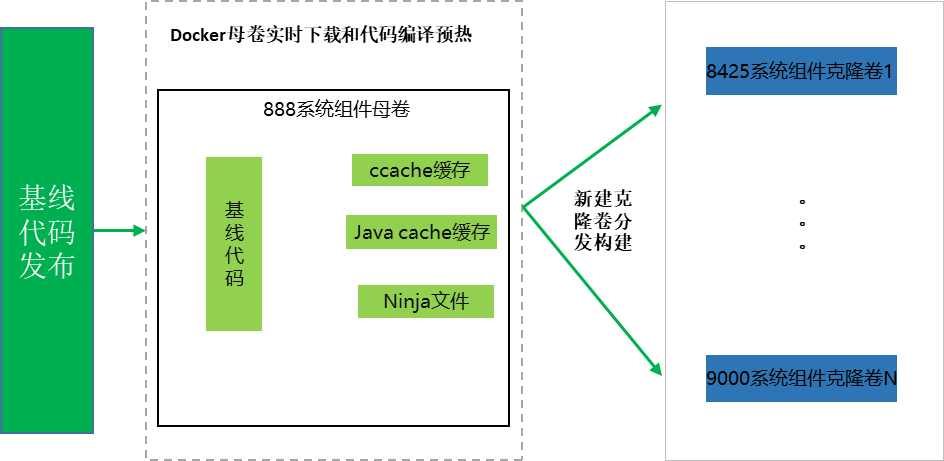 基线
代码
发布
Docker母卷实时下载和代码编译预热
888系统组件母卷
基
线
代
码
ccache缓存
Java cache缓存
Ninja文件
新建克
隆卷分
发构建
8425系统组件克隆卷1
。
。
。
9000系统组件克隆卷N